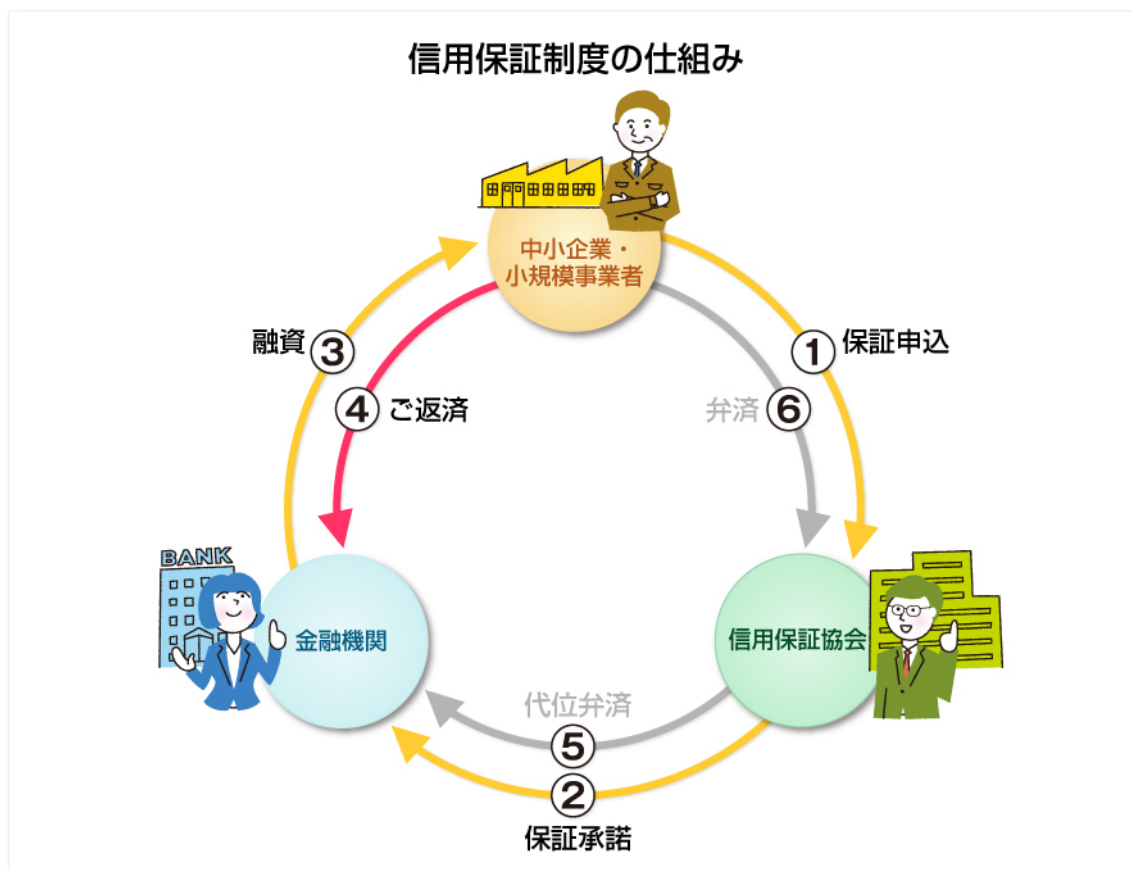 信用保証制度の仕組み
中小企業・
小規模事業者
融資 ③
① 保証申込
④ ご返済
弁済 ⑥
BANK
金融機関
信用保証協会
代位弁済
⑤
②
保証承諾